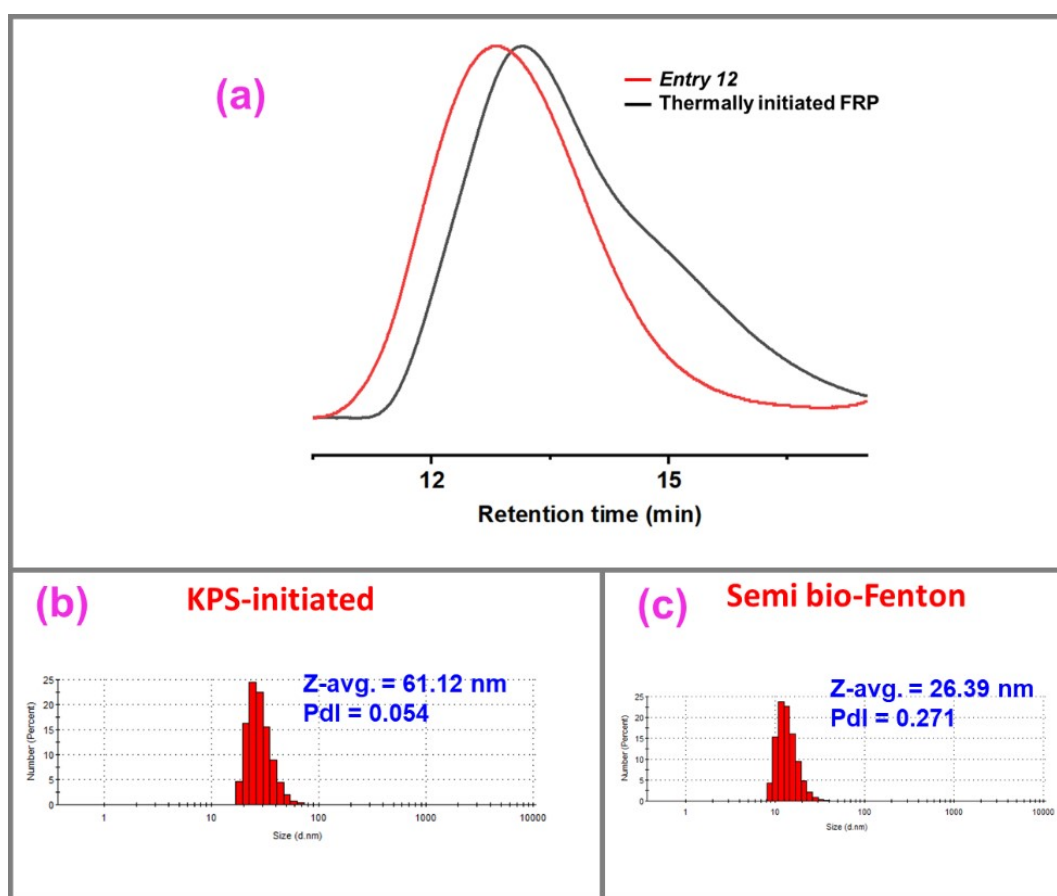 (a)
Entry 12
Thermally initiated FRP
12
15
Retention time (min)
(b)
KPS-initiated
Z-avg. = 61.12 nm
PdI = 0.054
Number (Percent)
25
20
15
10
5
0
1
10
100
1000
10000
Size (d.nm)
(c)
Semi bio-Fenton
Z-avg. = 26.39 nm
PdI = 0.271
Number (Percent)
25
20
15
10
5
0
1
10
100
1000
10000
Size (d.nm)